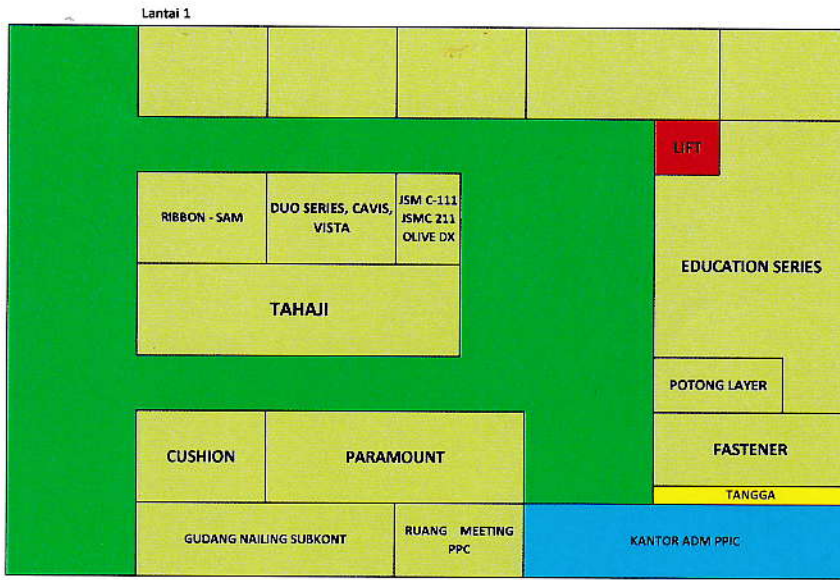 Lantai 1
LIFT
RIBBON - SAM
DUO SERIES, CAVIS,
VISTA
JSM C-111
JSMC 211
OLIVE DX
EDUCATION SERIES
TAHAJI
POTONG LAYER
CUSHION
PARAMOUNT
FASTENER
TANGGA
GUDANG NAILING SUBKONT
RUANG MEETING
PPC
KANTOR ADM PPIC